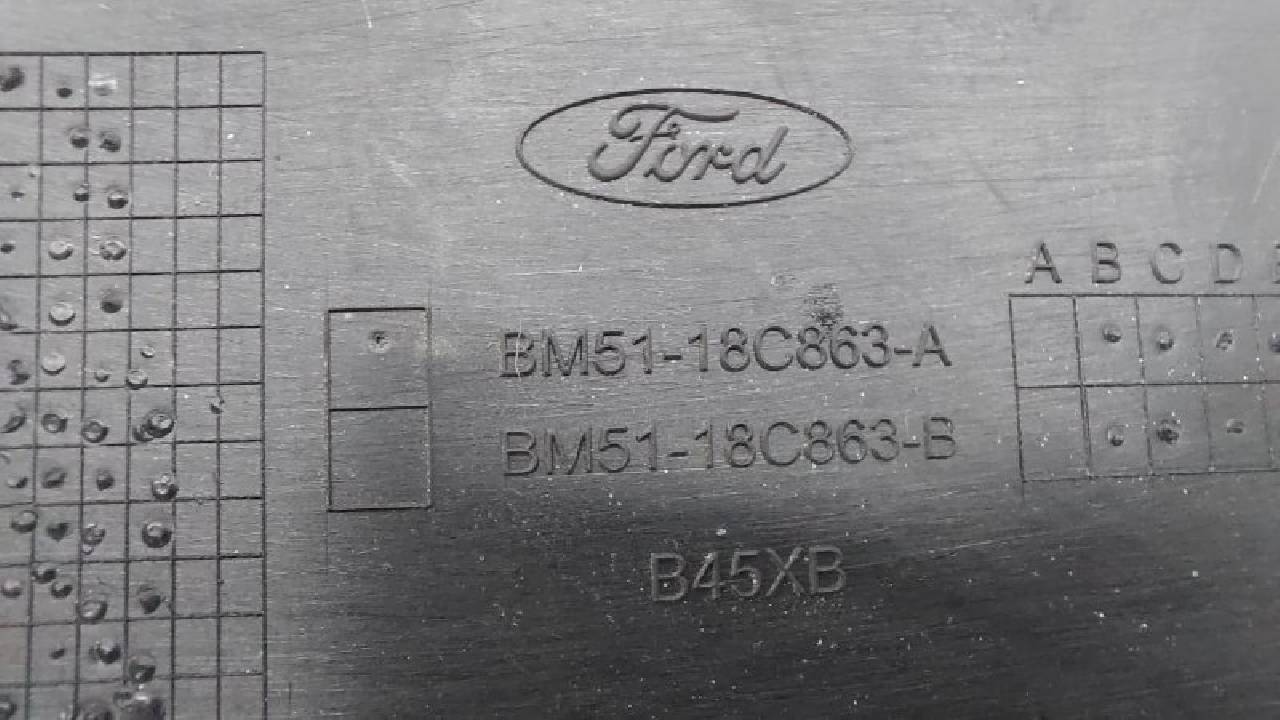 Ford
A B C D
BM51-18C863-A
BM51-18C863-B
B45XB